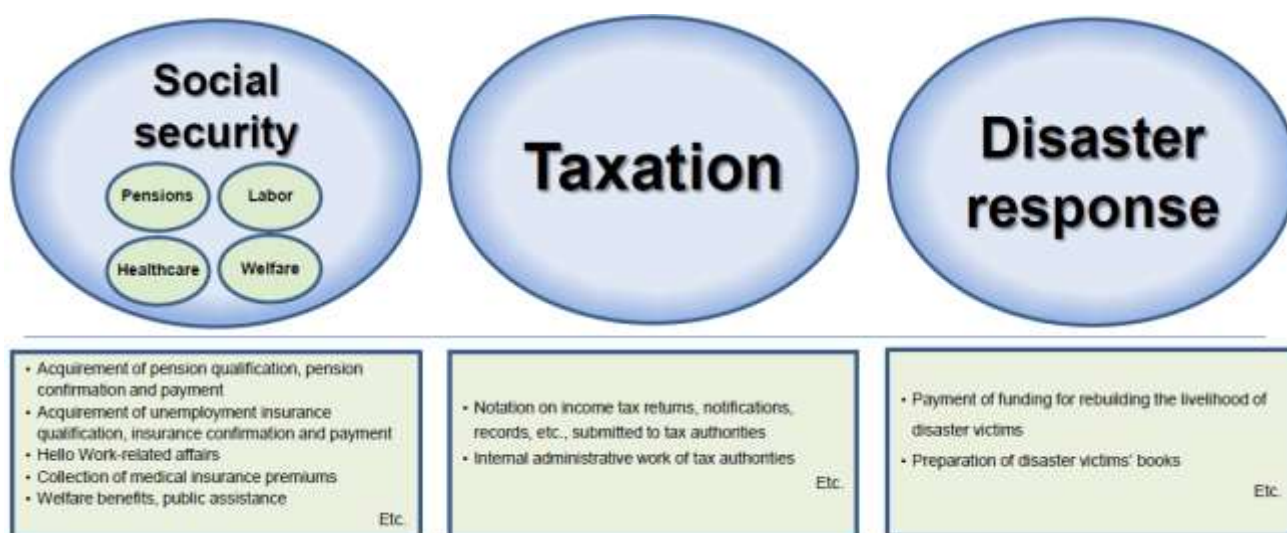 Social
security
Pensions
Labor
Healthcare
Welfare
Taxation
Disaster
response
• Acquirement of pension qualification, pension
confirmation and payment
• Acquirement of unemployment insurance
qualification, insurance confirmation and payment
• Hello Work-related affairs
• Collection of medical insurance premiums
• Welfare benefits, public assistance
Etc.
• Notation on income tax returns, notifications,
records, etc., submitted to tax authorities
• Internal administrative work of tax authorities
Etc.
• Payment of funding for rebuilding the livelihood of
disaster victims
• Preparation of disaster victims' books
Etc.